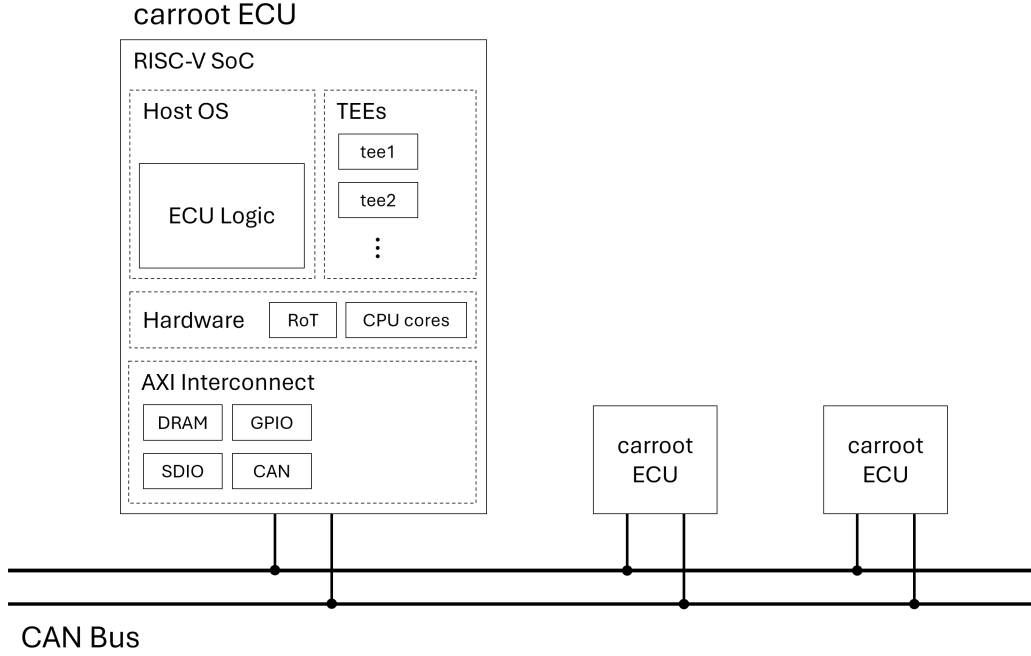 carroot ECU
RISC-V SoC
Host OS
ECU Logic
TEEs
tee1
tee2
Hardware
RoT
CPU cores
AXI Interconnect
DRAM
GPIO
SDIO
CAN
carroot
ECU
carroot
ECU
CAN Bus